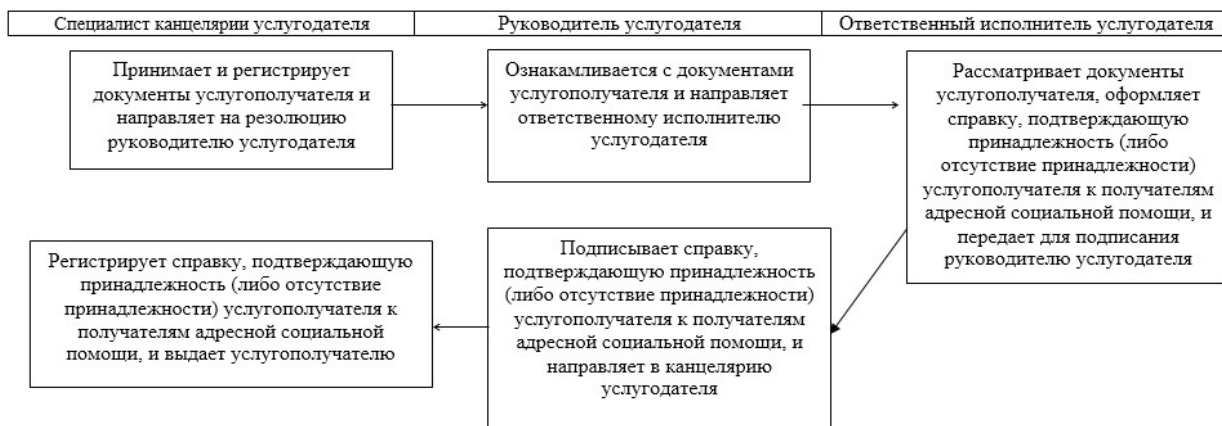 Специалист канцелярии услугодателя
Руководитель услугодателя
Ответственный исполнитель услугодателя
Принимает и регистрирует
документы услугополучателя и
направляет на резолюцию
руководителю услугодателя
Ознакамливается с документами
услугополучателя и направляет
ответственному исполнителю
услугодателя
Рассматривает документы
услугополучателя, оформляет
справку, подтверждающую
принадлежность (либо
отсутствие принадлежности)
услугополучателя к получателям
адресной социальной помощи, и
передает для подписания
руководителю услугодателя
Подписывает справку,
подтверждающую принадлежность
(либо отсутствие принадлежности)
услугополучателя к получателям
адресной социальной помощи, и
направляет в канцелярию
услугодателя
Регистрирует справку, подтверждающую
принадлежность (либо отсутствие
принадлежности) услугополучателя к
получателям адресной социальной
помощи, и выдает услугополучателю